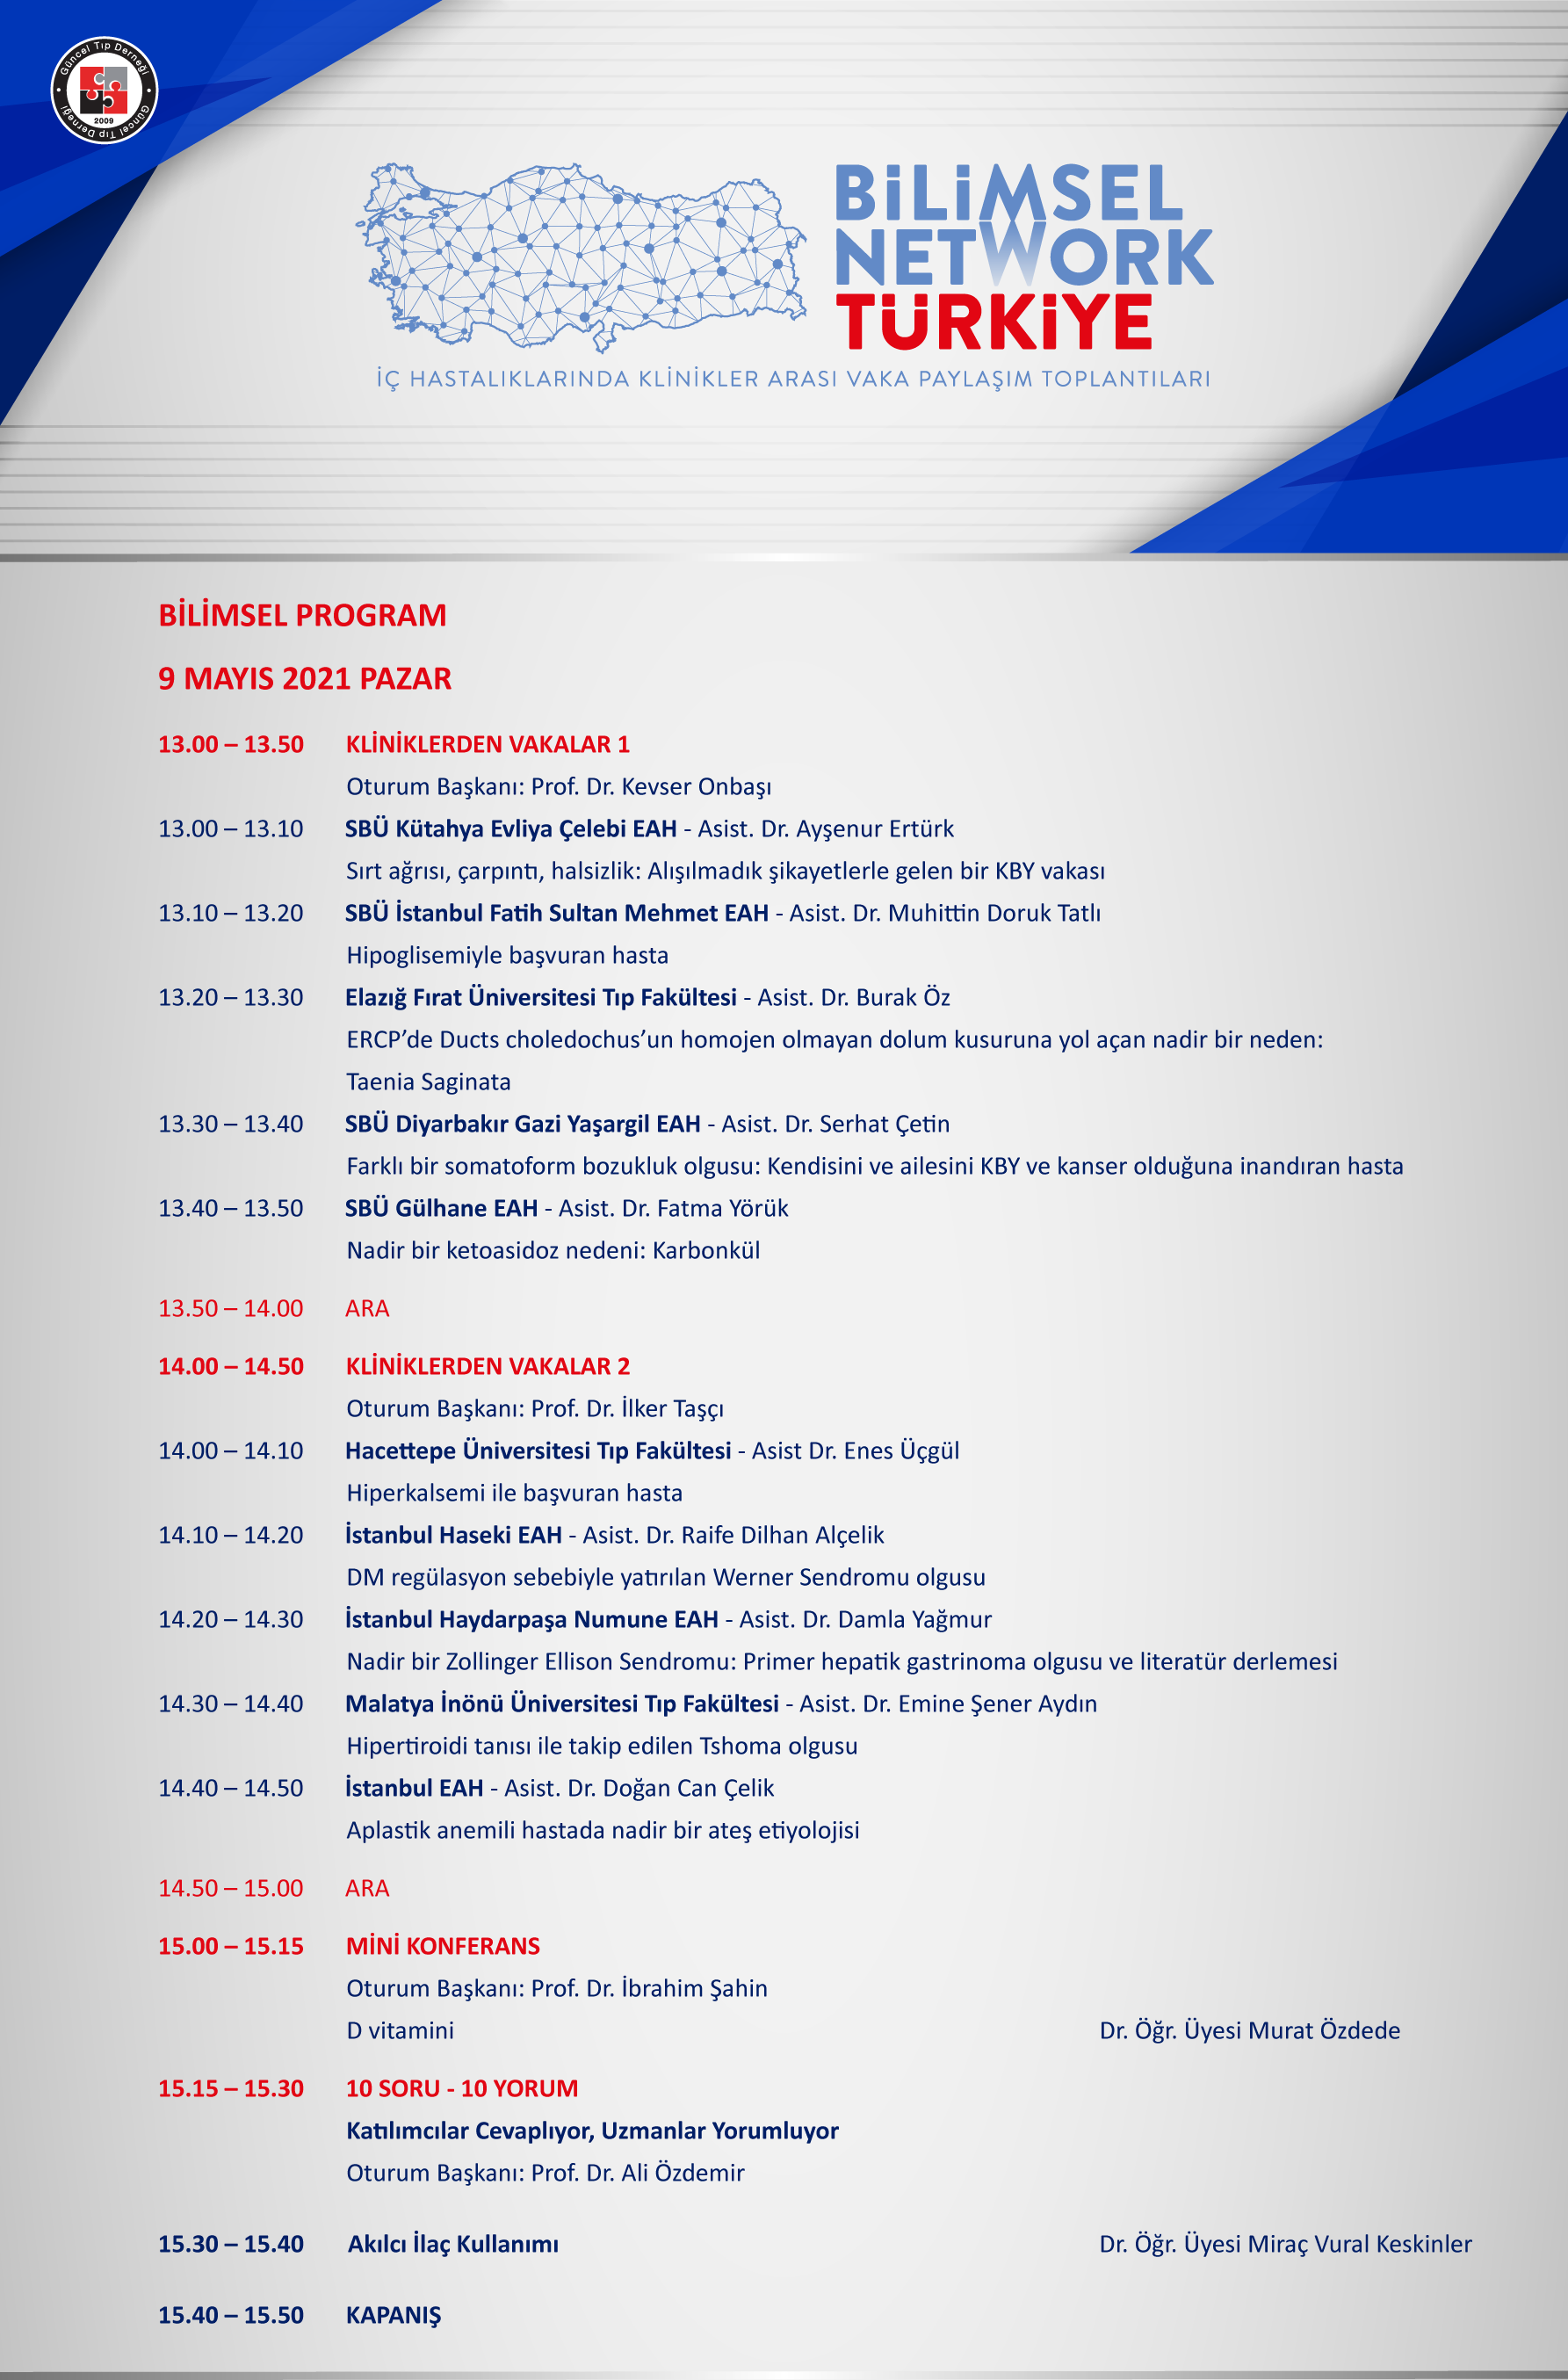 Güncel Tıp Derneği
2009
Güncel Tıp Derneği
BİLİMSEL
NETWORK
TÜRKİYE
İÇ HASTALIKLARINDA KLİNİKLER ARASI VAKA PAYLAŞIM TOPLANTILARI
BİLİMSEL PROGRAM
9 MAYIS 2021 PAZAR
13.00 – 13.50 KLİNİKLERDEN VAKALAR 1
Oturum Başkanı: Prof. Dr. Kevser Onbaşı
13.00 – 13.10 SBÜ Kütahya Evliya Çelebi EAH - Asist. Dr. Ayşenur Ertürk
Sırt ağrısı, çarpıntı, halsizlik: Alışılmadık şikayetlerle gelen bir KBY vakası
13.10 – 13.20 SBÜ İstanbul Fatih Sultan Mehmet EAH - Asist. Dr. Muhittin Doruk Tatlı
Hipoglisemiyle başvuran hasta
13.20 – 13.30 Elazığ Fırat Üniversitesi Tıp Fakültesi - Asist. Dr. Burak Öz
ERCP’de Ducts choledochus’un homojen olmayan dolum kusuruna yol açan nadir bir neden:
Taenia Saginata
13.30 – 13.40 SBÜ Diyarbakır Gazi Yaşargil EAH - Asist. Dr. Serhat Çetin
Farklı bir somatoform bozukluk olgusu: Kendisini ve ailesini KBY ve kanser olduğuna inandıran hasta
13.40 – 13.50 SBÜ Gülhane EAH - Asist. Dr. Fatma Yörük
Nadir bir ketoasidoz nedeni: Karbonkül
13.50 – 14.00 ARA
14.00 – 14.50 KLİNİKLERDEN VAKALAR 2
Oturum Başkanı: Prof. Dr. İlker Taşçı
14.00 – 14.10 Hacettepe Üniversitesi Tıp Fakültesi - Asist Dr. Enes Üçgül
Hiperkalsemi ile başvuran hasta
14.10 – 14.20 İstanbul Haseki EAH - Asist. Dr. Raife Dilhan Alçelik
DM regülasyon sebebiyle yatırılan Werner Sendromu olgusu
14.20 – 14.30 İstanbul Haydarpaşa Numune EAH - Asist. Dr. Damla Yağmur
Nadir bir Zollinger Ellison Sendromu: Primer hepatik gastrinoma olgusu ve literatür derlemesi
14.30 – 14.40 Malatya İnönü Üniversitesi Tıp Fakültesi - Asist. Dr. Emine Şener Aydın
Hipertiroidi tanısı ile takip edilen Tshoma olgusu
14.40 – 14.50 İstanbul EAH - Asist. Dr. Doğan Can Çelik
Aplastik anemili hastada nadir bir ateş etiyolojisi
14.50 – 15.00 ARA
15.00 – 15.15 MİNİ KONFERANS
Oturum Başkanı: Prof. Dr. İbrahim Şahin
D vitamini Dr. Öğr. Üyesi Murat Özdede
15.15 – 15.30 10 SORU - 10 YORUM
Katılımcılar Cevaplıyor, Uzmanlar Yorumluyor
Oturum Başkanı: Prof. Dr. Ali Özdemir
15.30 – 15.40 Akılcı İlaç Kullanımı Dr. Öğr. Üyesi Miraç Vural Keskinler
15.40 – 15.50 KAPANIŞ